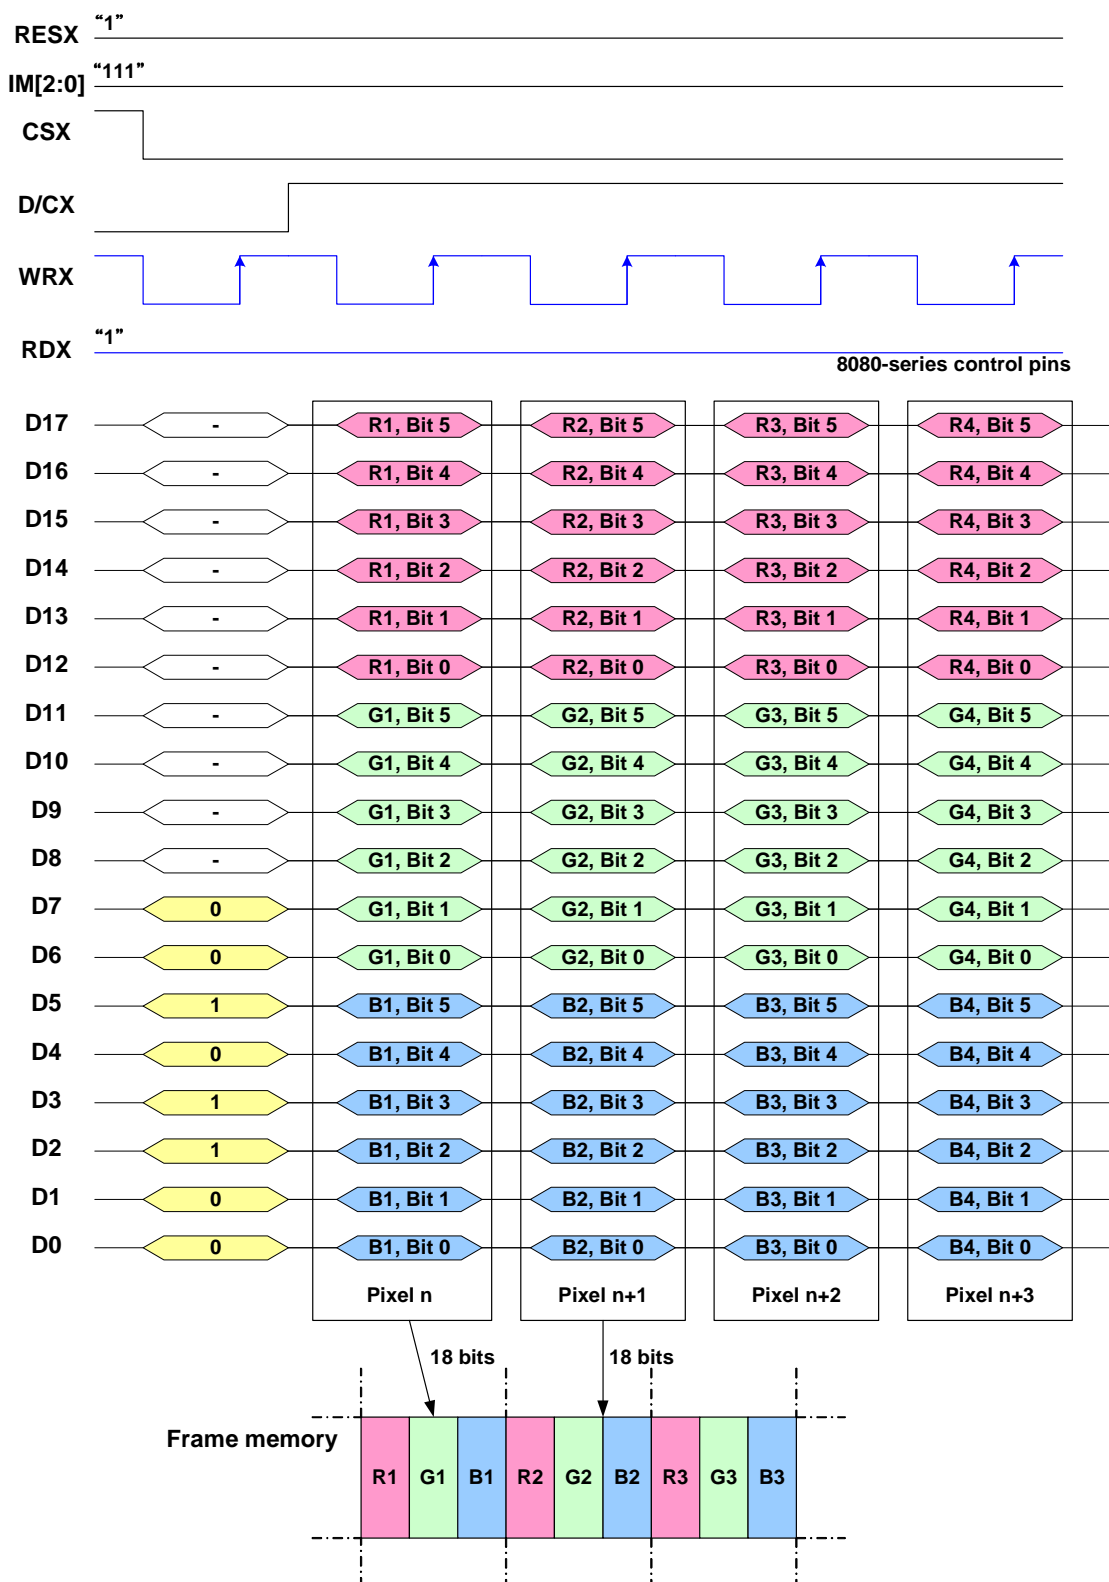 RESX "1"
IM[2:0] "111"
CSX
D/CX
WRX
RDX "1"
8080-series control pins
D17 - R1, Bit 5 R2, Bit 5 R3, Bit 5 R4, Bit 5
D16 - R1, Bit 4 R2, Bit 4 R3, Bit 4 R4, Bit 4
D15 - R1, Bit 3 R2, Bit 3 R3, Bit 3 R4, Bit 3
D14 - R1, Bit 2 R2, Bit 2 R3, Bit 2 R4, Bit 2
D13 - R1, Bit 1 R2, Bit 1 R3, Bit 1 R4, Bit 1
D12 - R1, Bit 0 R2, Bit 0 R3, Bit 0 R4, Bit 0
D11 - G1, Bit 5 G2, Bit 5 G3, Bit 5 G4, Bit 5
D10 - G1, Bit 4 G2, Bit 4 G3, Bit 4 G4, Bit 4
D9 - G1, Bit 3 G2, Bit 3 G3, Bit 3 G4, Bit 3
D8 - G1, Bit 2 G2, Bit 2 G3, Bit 2 G4, Bit 2
D7 0 G1, Bit 1 G2, Bit 1 G3, Bit 1 G4, Bit 1
D6 0 G1, Bit 0 G2, Bit 0 G3, Bit 0 G4, Bit 0
D5 1 B1, Bit 5 B2, Bit 5 B3, Bit 5 B4, Bit 5
D4 0 B1, Bit 4 B2, Bit 4 B3, Bit 4 B4, Bit 4
D3 1 B1, Bit 3 B2, Bit 3 B3, Bit 3 B4, Bit 3
D2 1 B1, Bit 2 B2, Bit 2 B3, Bit 2 B4, Bit 2
D1 0 B1, Bit 1 B2, Bit 1 B3, Bit 1 B4, Bit 1
D0 0 B1, Bit 0 B2, Bit 0 B3, Bit 0 B4, Bit 0
Pixel n Pixel n+1 Pixel n+2 Pixel n+3
18 bits 18 bits
Frame memory
R1 G1 B1 R2 G2 B2 R3 G3 B3